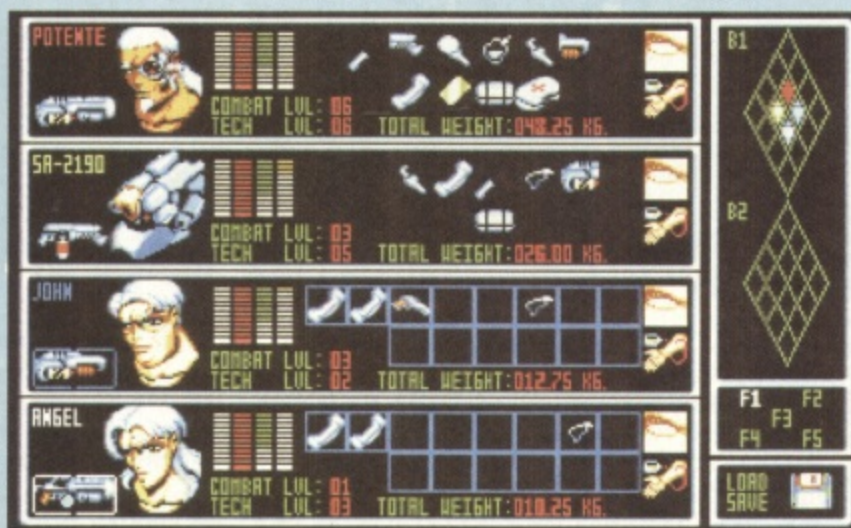 POTENTE
COMBAT LVL: 06
TECH LVL: 06 TOTAL WEIGHT:048.25 KG.
SA-2190
COMBAT LVL: 03
TECH LVL: 05 TOTAL WEIGHT:026.00 KG.
JOHN
COMBAT LVL: 03
TECH LVL: 02 TOTAL WEIGHT:012.75 KG.
ANGEL
COMBAT LVL: 01
TECH LVL: 03 TOTAL WEIGHT:010.25 KG.
B1
B2
F1 F2
F3
F4 F5
LOAD
SAVE